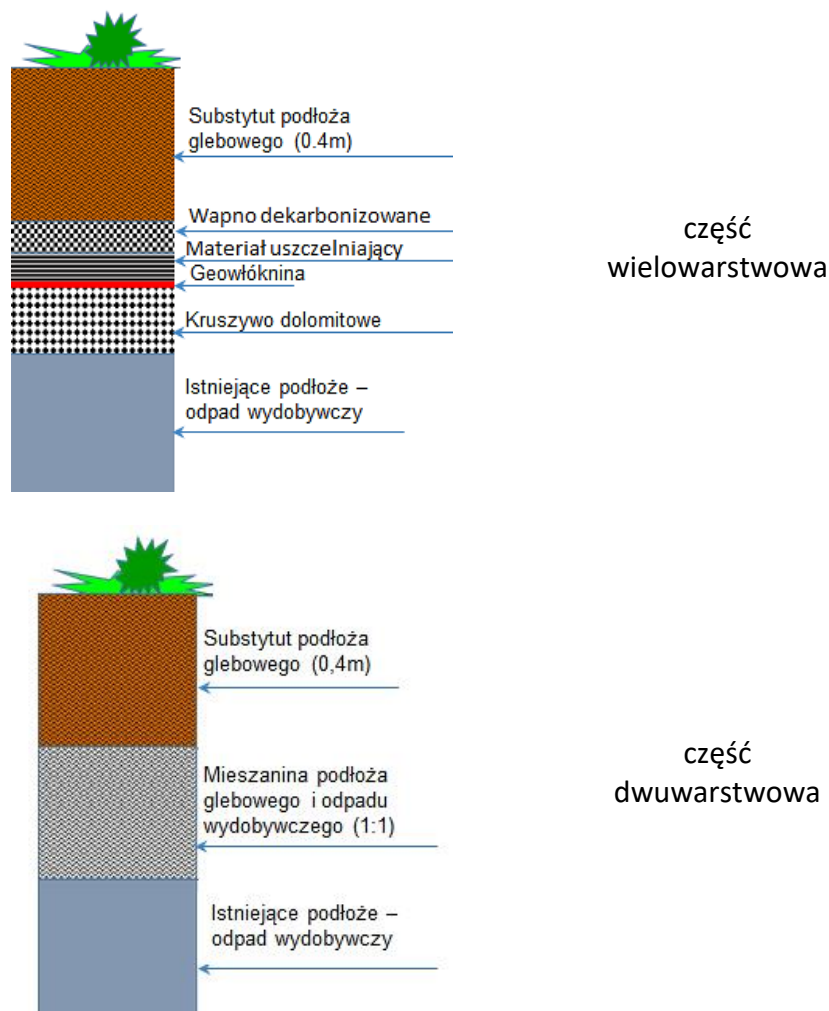 Substytut podłoża
glebowego (0.4m)
Wapno dekarbonizowane
Materiał uszczelniający
Geowłóknina
Kruszywo dolomitowe
Istniejące podłoże –
odpad wydobywczy
część
wielowarstwowa
Substytut podłoża
glebowego (0,4m)
Mieszanina podłoża
glebowego i odpadu
wydobywczego (1:1)
Istniejące podłoże –
odpad wydobywczy
część
dwuwarstwowa